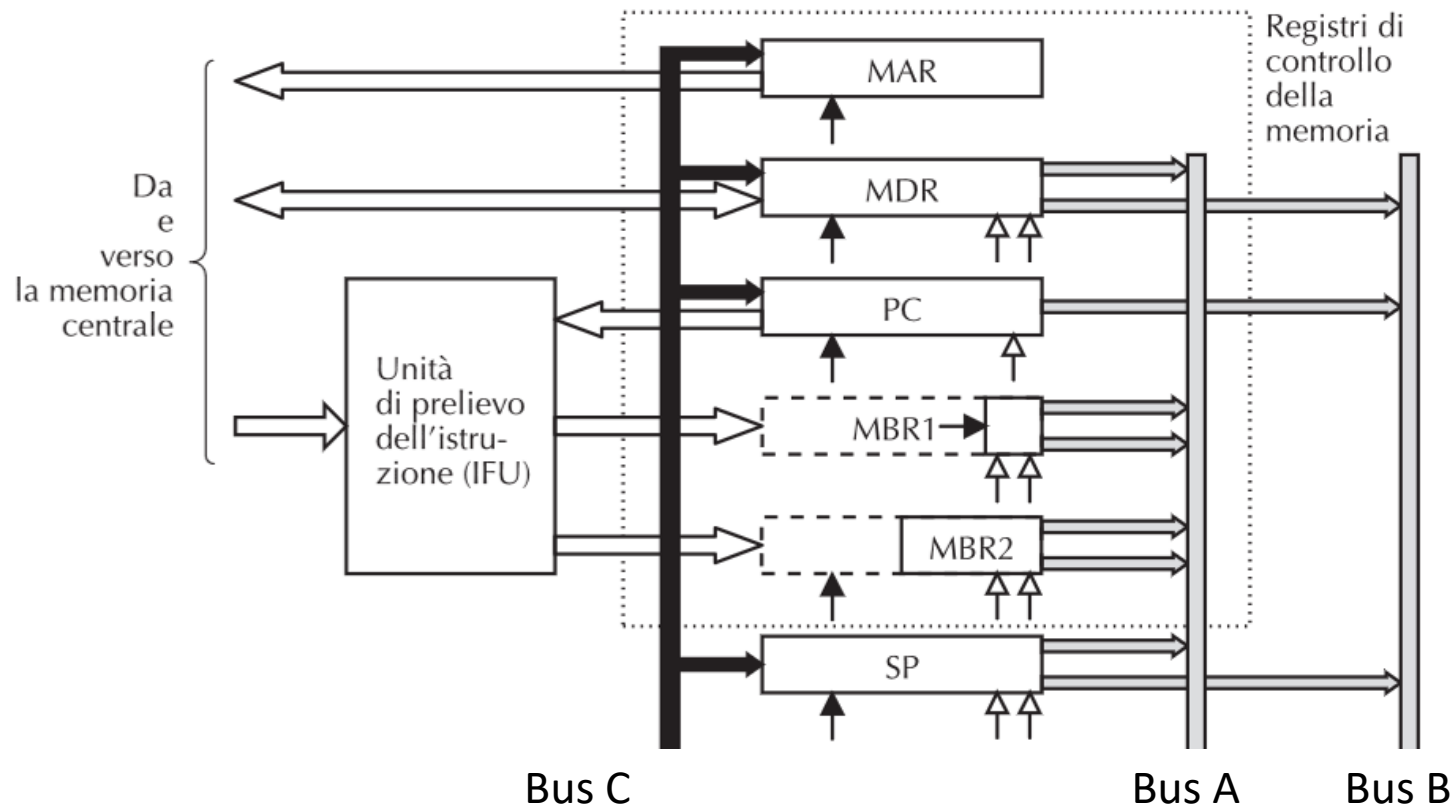 Registri di
controllo
della
memoria
MAR
MDR
Da
e
verso
la memoria
centrale
PC
Unità
di prelievo
dell'istru-
zione (IFU)
MBR1
MBR2
SP
Bus C
Bus A
Bus B